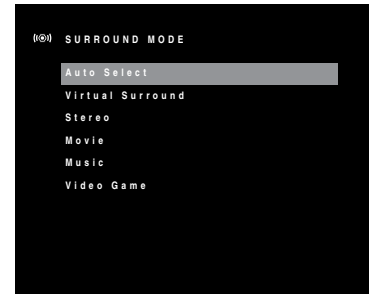 SURROUND MODE
Auto Select
Virtual Surround
Stereo
Movie
Music
Video Game